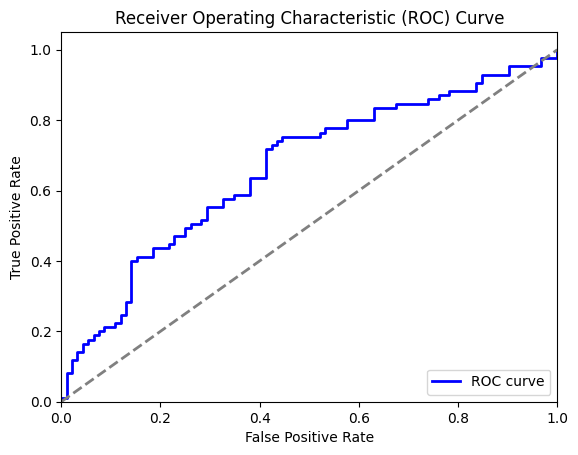 Receiver Operating Characteristic (ROC) Curve
True Positive Rate
1.0
0.8
0.6
0.4
0.2
0.0
ROC curve
0.0 0.2 0.4 0.6 0.8 1.0
False Positive Rate